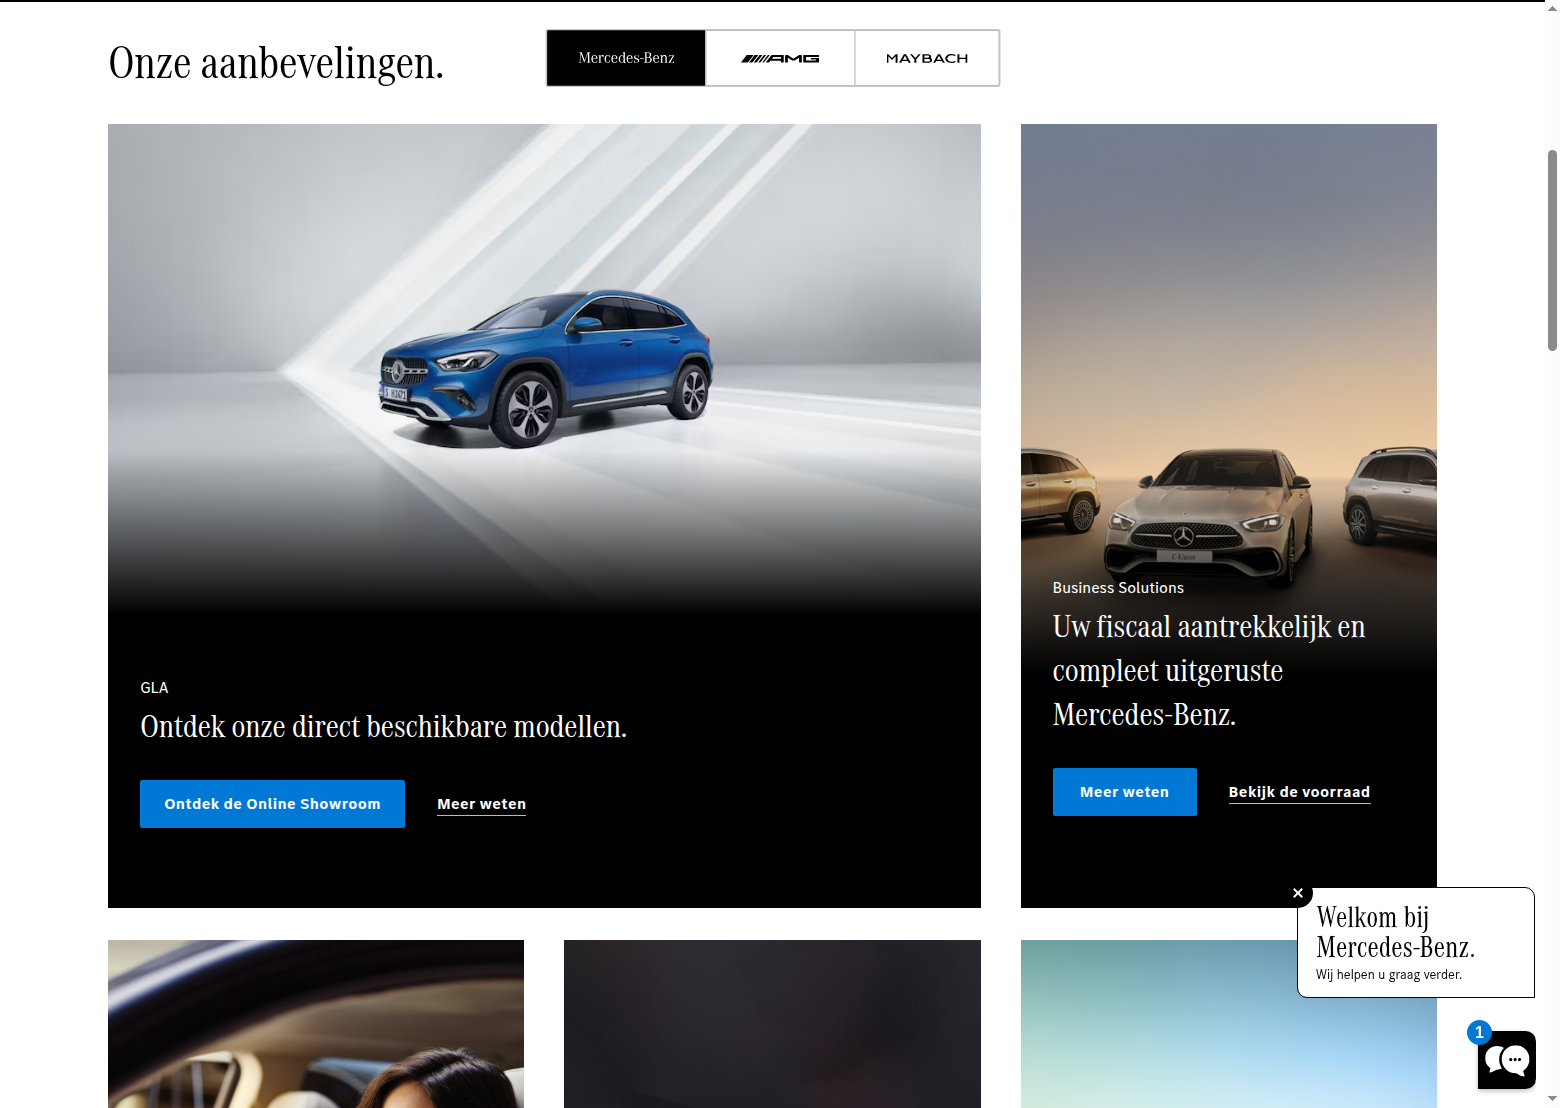 Onze aanbevelingen.
Mercedes-Benz
AMG
MAYBACH
GLA
Ontdek onze direct beschikbare modellen.
Ontdek de Online Showroom
Meer weten
C-Klasse
Business Solutions
Uw fiscaal aantrekkelijk en
compleet uitgeruste
Mercedes-Benz.
Meer weten
Bekijk de voorraad
Welkom bij
Mercedes-Benz.
Wij helpen u graag verder.
1